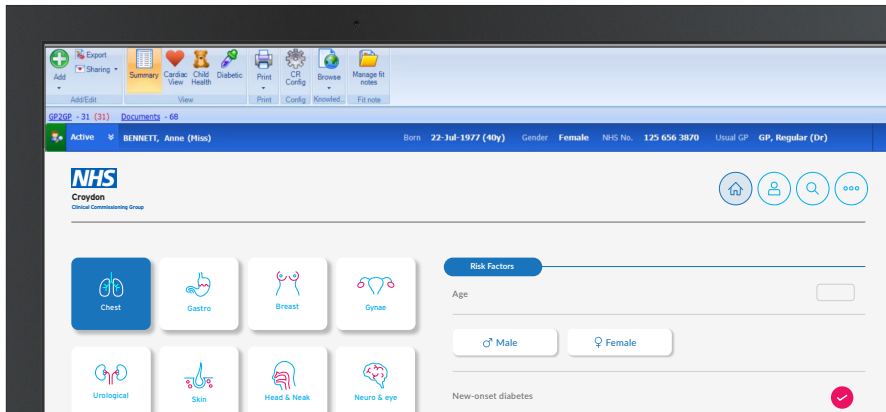 Export
Sharing
Add
Summary
Cardiac View
Child Health
Diabetic
Print
CR Config
Browse
Manage fit notes
Add/Edit
View
Print
Config
Knowled..
Fit note
GP2GP - 31 (31) Documents - 68
Active BENNETT, Anne (Miss) Born 22-Jul-1977 (40y) Gender Female NHS No. 125 656 3870 Usual GP GP, Regular (Dr)
NHS
Croydon
Clinical Commissioning Group
Risk Factors
Age
Chest
Gastro
Breast
Gynae
Male
Female
Urological
Skin
Head & Neak
Neuro & eye
New-onset diabetes